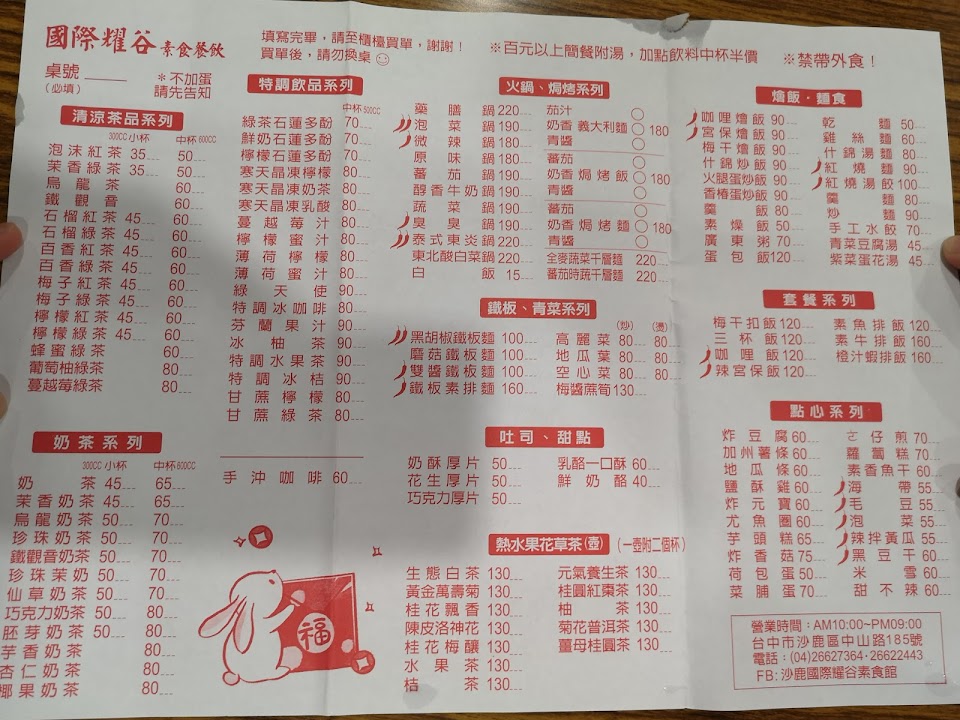 國際耀谷 素食餐飲
填寫完畢，請至櫃檯買單，謝謝！
買單後，請勿換桌
※百元以上簡餐附湯，加點飲料中杯半價
※禁帶外食！
桌號____
(必填)
＊不加蛋
請先告知
清涼茶品系列
300CC 小杯 中杯 600CC
泡沫紅茶 35 50
茉香綠茶 35 50
烏龍茶 60
鐵觀音 60
石榴紅茶 45 60
石榴綠茶 45 60
百香紅茶 45 60
百香綠茶 45 60
梅子紅茶 45 60
梅子綠茶 45 60
檸檬紅茶 45 60
檸檬綠茶 45 60
蜂蜜綠茶 60
葡萄柚綠茶 80
蔓越莓綠茶 80
奶茶系列
300CC 小杯 中杯 600CC
奶茶 45 65
茉香奶茶 45 65
烏龍奶茶 50 70
珍珠奶茶 50 70
鐵觀音奶茶 50 70
珍珠茉奶 50 70
仙草奶茶 50 70
巧克力奶茶 50 80
胚芽奶茶 50 80
芋香奶茶 80
杏仁奶茶 80
椰果奶茶 80
特調飲品系列
中杯 500CC
綠茶石蓮多酚 70
鮮奶石蓮多酚 70
檸檬石蓮多酚 70
寒天晶凍檸檬 80
寒天晶凍奶茶 80
寒天晶凍乳酸 80
蔓越莓汁 80
檸檬蜜汁 80
薄荷檸檬 80
薄荷蜜汁 80
綠天使 90
特調冰咖啡 80
芬蘭果汁 90
冰柚茶 90
特調水果茶 90
特調冰桔 90
甘蔗檸檬 80
甘蔗綠茶 80
手沖咖啡 60
福
火鍋、焗烤系列
藥膳鍋 220
泡菜鍋 190
微辣鍋 180
原味鍋 180
蕃茄鍋 190
醇香牛奶鍋 190
蔬菜鍋 190
臭臭鍋 190
泰式東炎鍋 220
東北酸白菜鍋 220
白飯 15
茄汁
奶香 義大利麵 180
青醬
蕃茄
奶香 焗烤飯 180
青醬
蕃茄
奶香 焗烤麵 180
青醬
全麥蔬菜千層麵 220
蕃茄時蔬千層麵 220
鐵板、青菜系列
黑胡椒鐵板麵 100
蘑菇鐵板麵 100
雙醬鐵板麵 100
鐵板素排麵 160
(炒) (燙)
高麗菜 80 80
地瓜葉 80 80
空心菜 80 80
梅醬蔗筍 130
吐司、甜點
奶酥厚片 50
花生厚片 50
巧克力厚片 50
乳酪一口酥 60
鮮奶酪 40
熱水果花草茶(壺)
(一壺附二個杯)
生態白茶 130
黃金萬壽菊 130
桂花飄香 130
陳皮洛神花 130
桂花梅釀 130
水果茶 130
桔茶 130
元氣養生茶 130
桂圓紅棗茶 130
柚茶 130
菊花普洱茶 130
薑母桂圓茶 130
燴飯・麵食
咖哩燴飯 90
宮保燴飯 90
梅干燴飯 90
什錦炒飯 90
火腿蛋炒飯 90
香椿蛋炒飯 90
羹飯 80
素燥飯 50
廣東粥 70
蛋包飯 120
乾麵 50
雞絲麵 60
什錦湯麵 80
紅燒麵 90
紅燒湯餃 100
羹麵 80
炒麵 90
手工水餃 70
青菜豆腐湯 45
紫菜蛋花湯 45
套餐系列
梅干扣飯 120
三杯飯 120
咖哩飯 120
辣宮保飯 120
素魚排飯 120
素牛排飯 160
橙汁蝦排飯 160
點心系列
炸豆腐 60
加州薯條 60
地瓜條 60
鹽酥雞 60
炸元寶 60
尤魚圈 60
芋頭糕 65
炸香菇 75
荷包蛋 50
菜脯蛋 70
仔煎 70
蘿蔔糕 70
素香魚干 60
海帶 55
毛豆 55
泡菜 55
辣拌黃瓜 55
黑豆干 60
米雪 60
甜不辣 60
營業時間：AM10:00~PM09:00
台中市沙鹿區中山路185號
電話：(04)26627364・26622443
FB: 沙鹿國際耀谷素食館